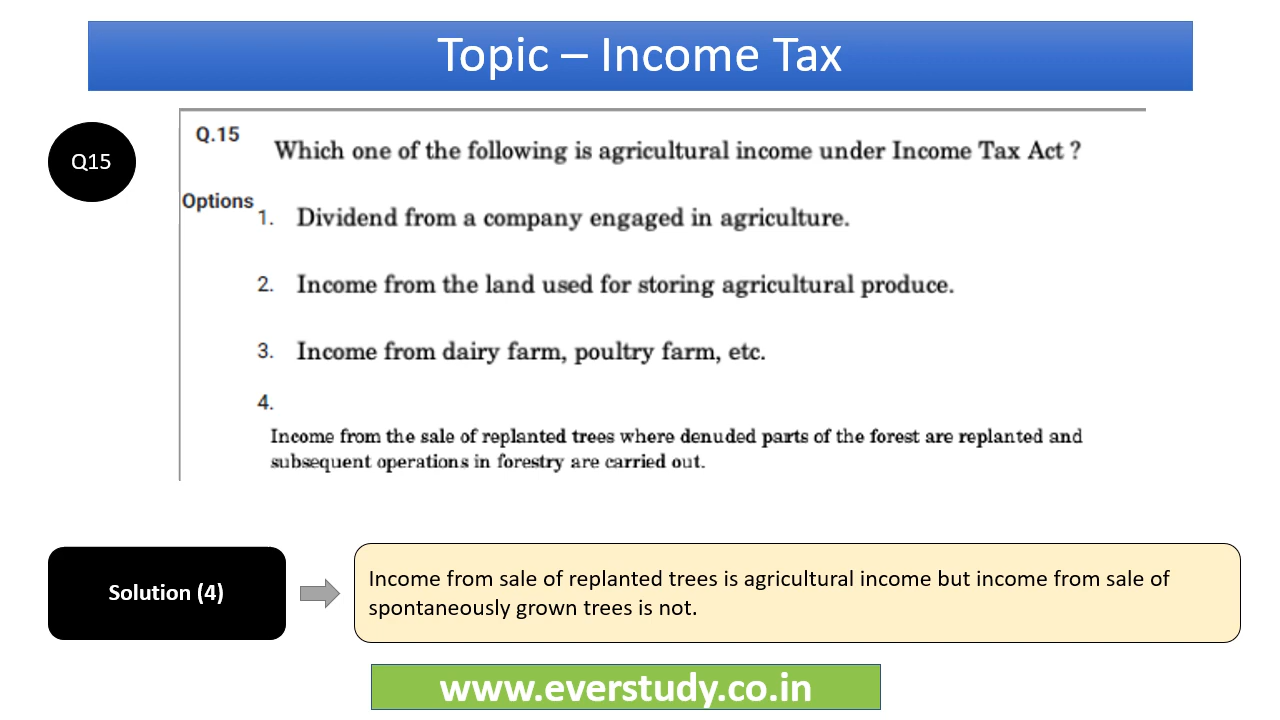 Topic – Income Tax
Q15
Q.15
Which one of the following is agricultural income under Income Tax Act ?
Options
1. Dividend from a company engaged in agriculture.
2. Income from the land used for storing agricultural produce.
3. Income from dairy farm, poultry farm, etc.
4.
Income from the sale of replanted trees where denuded parts of the forest are replanted and
subsequent operations in forestry are carried out.
Solution (4)
Income from sale of replanted trees is agricultural income but income from sale of
spontaneously grown trees is not.
www.everstudy.co.in